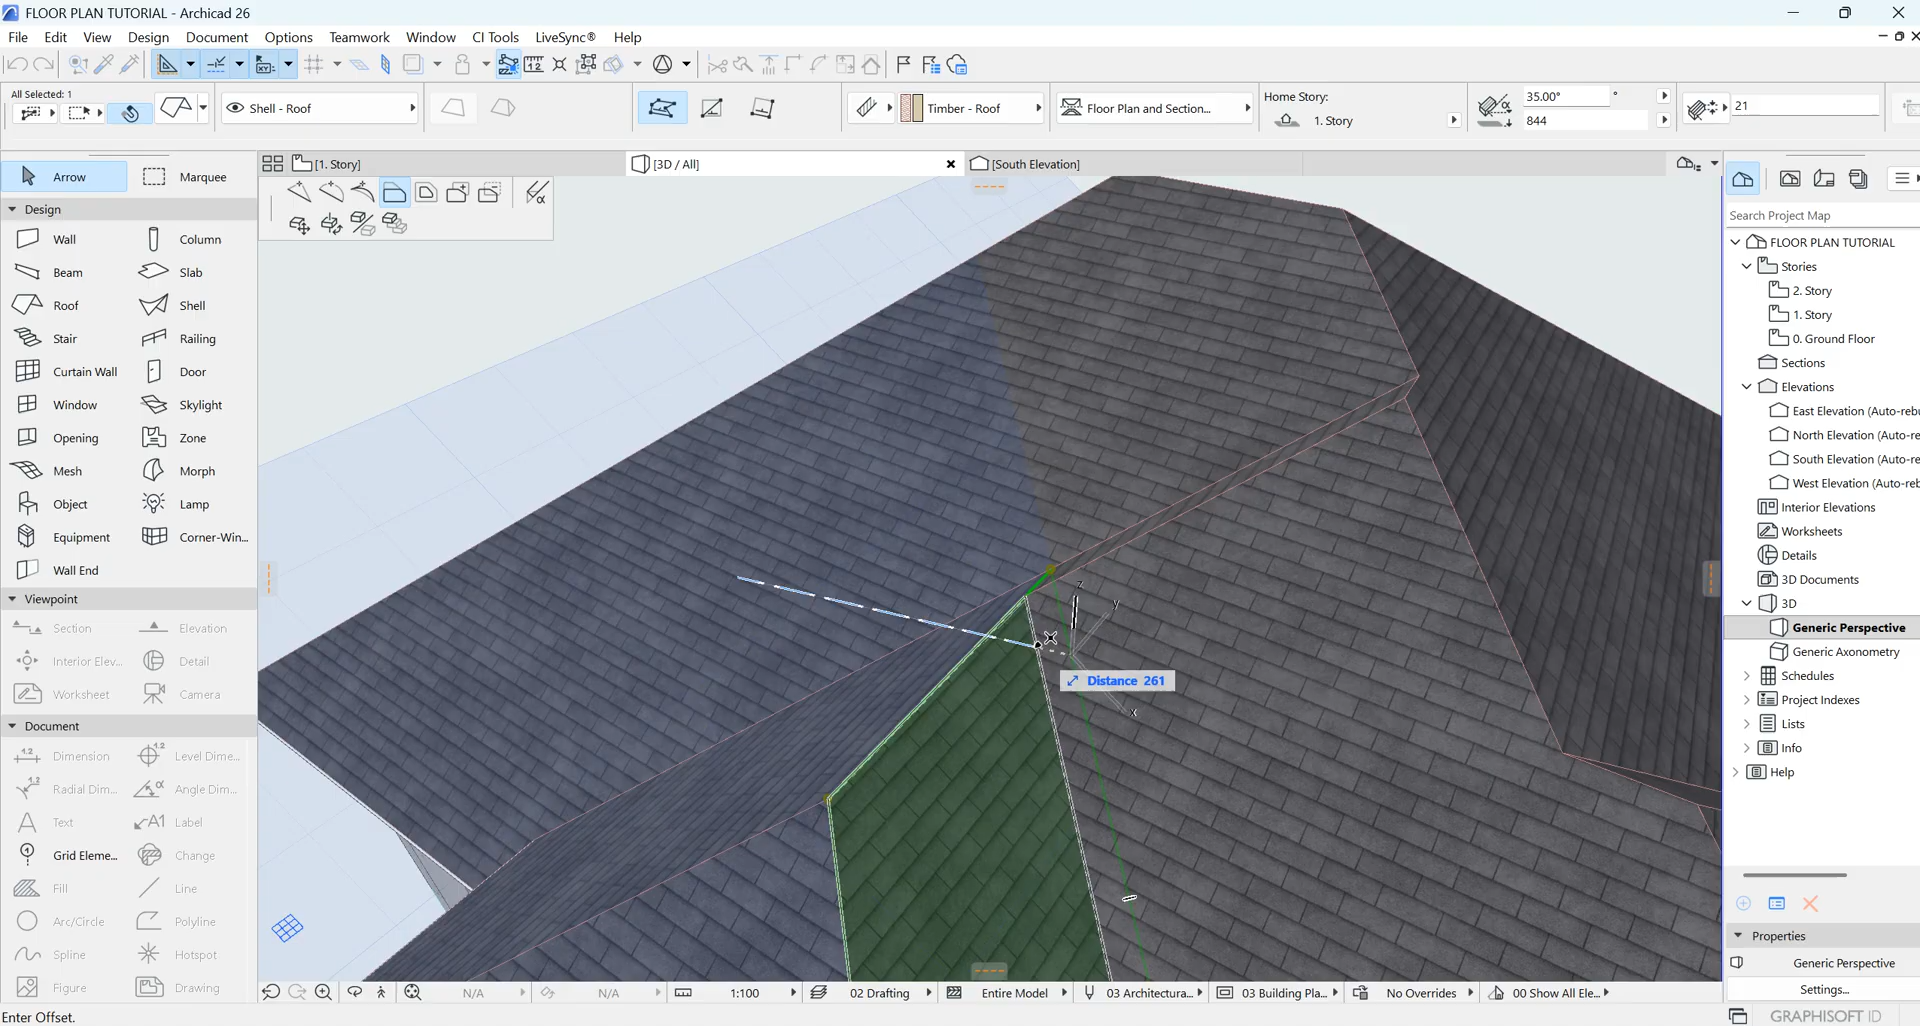 FLOOR PLAN TUTORIAL - Archicad 26
File Edit View Design Document Options Teamwork Window CI Tools LiveSync® Help
All Selected: 1
Shell - Roof
Timber - Roof
Floor Plan and Section...
Home Story:
1. Story
35.00°
°
844
21
Arrow Marquee
[1. Story]
[3D / All]
[South Elevation]
Design
Wall Column
Beam Slab
Roof Shell
Stair Railing
Curtain Wall Door
Window Skylight
Opening Zone
Mesh Morph
Object Lamp
Equipment Corner-Win...
Wall End
Viewpoint
Section Elevation
Interior Elev... Detail
Worksheet Camera
Document
Dimension Level Dime...
Radial Dim... Angle Dim...
Text Label
Grid Eleme... Change
Fill Line
Arc/Circle Polyline
Spline Hotspot
Figure Drawing
z
y
Distance 261
x
Search Project Map
FLOOR PLAN TUTORIAL
Stories
2. Story
1. Story
0. Ground Floor
Sections
Elevations
East Elevation (Auto-rebu
North Elevation (Auto-re
South Elevation (Auto-re
West Elevation (Auto-reb
Interior Elevations
Worksheets
Details
3D Documents
3D
Generic Perspective
Generic Axonometry
Schedules
Project Indexes
Lists
Info
Help
Properties
Generic Perspective
Settings...
N/A N/A 1:100 02 Drafting Entire Model 03 Architectura... 03 Building Pla... No Overrides 00 Show All Ele...
Enter Offset.
GRAPHISOFT ID